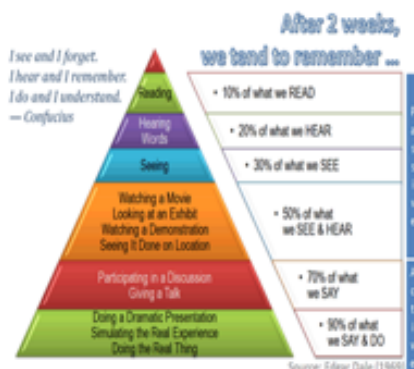 After 2 weeks,
we tend to remember ...
I see and I forget.
I hear and I remember.
I do and I understand.
— Confucius
Reading
• 10% of what we READ
Hearing
Words
• 20% of what we HEAR
Seeing
• 30% of what we SEE
Watching a Movie
Looking at an Exhibit
Watching a Demonstration
Seeing It Done on Location
• 50% of what
we SEE & HEAR
Participating in a Discussion
Giving a Talk
• 70% of what
we SAY
Doing a Dramatic Presentation
Simulating the Real Experience
Doing the Real Thing
• 90% of what
we SAY & DO
Source: Edgar Dale (1969)